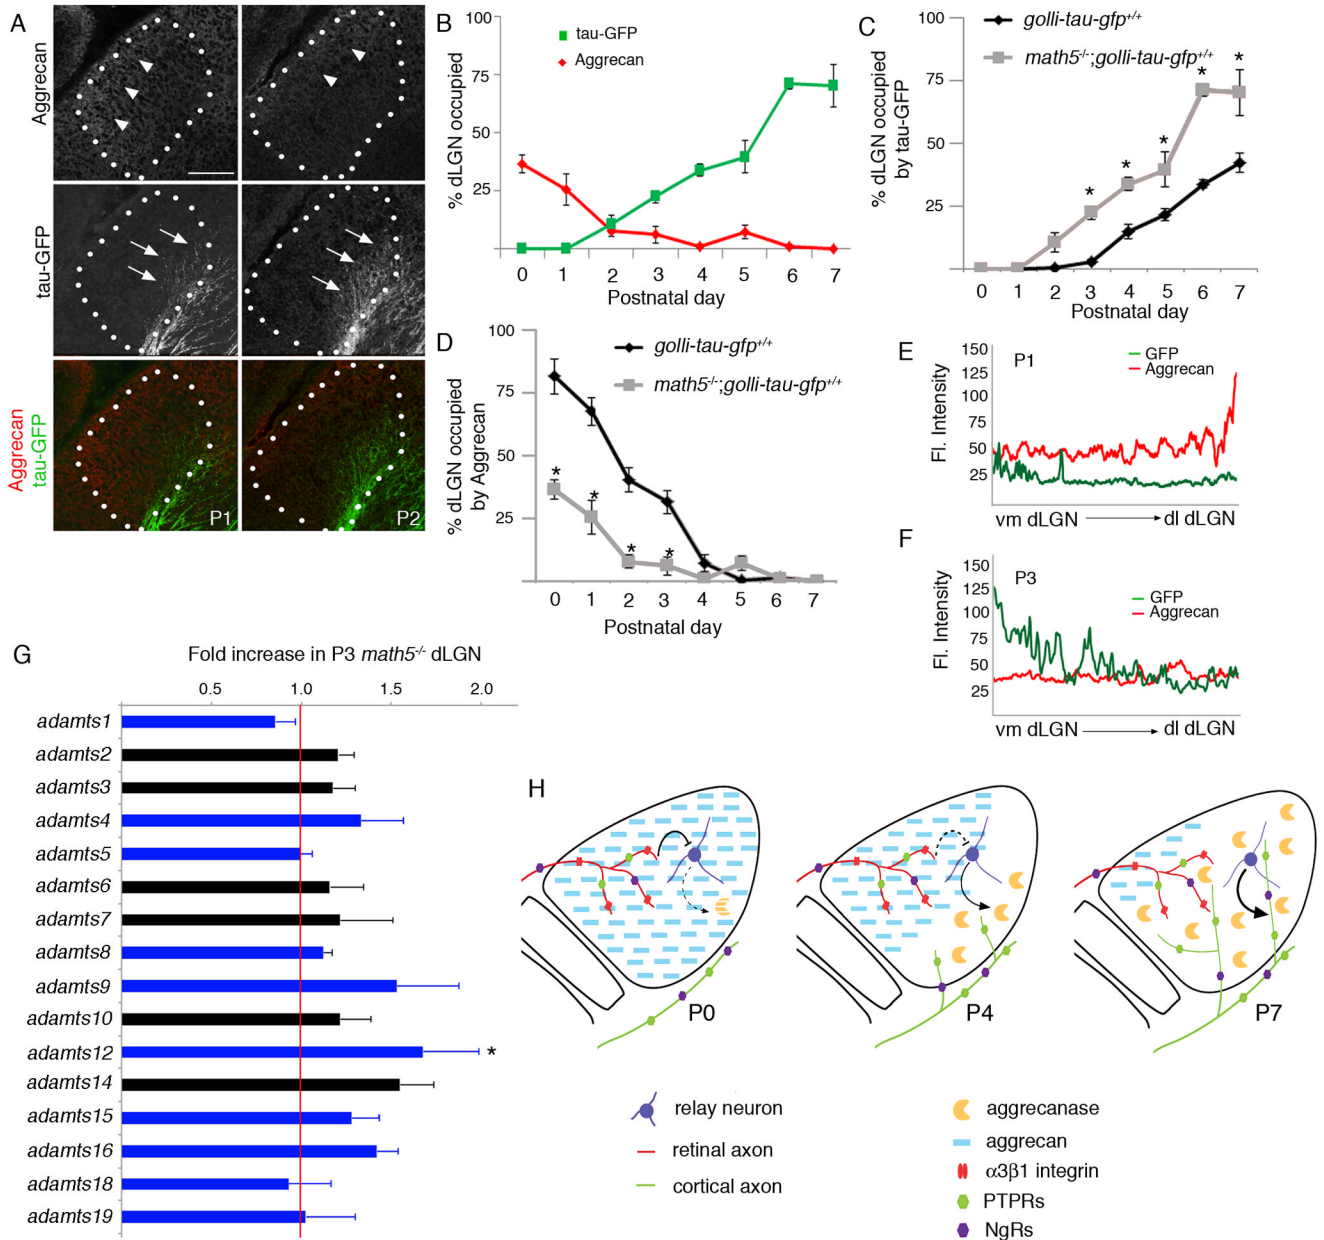 A
Aggrecan
tau-GFP
Aggrecan
tau-GFP
P1
P2
B
% dLGN occupied
100
75
50
25
tau-GFP
Aggrecan
0 1 2 3 4 5 6 7
Postnatal day
C
% dLGN occupied
by tau-GFP
100
75
50
25
golli-tau-gfp+/+
math5-/-;golli-tau-gfp+/+
* * * * *
0 1 2 3 4 5 6 7
Postnatal day
D
% dLGN occupied
by Aggrecan
100
75
50
25
golli-tau-gfp+/+
math5-/-;golli-tau-gfp+/+
* * * *
0 1 2 3 4 5 6 7
Postnatal day
E
Fl. Intensity
150
125
100
75
50
25
P1
GFP
Aggrecan
vm dLGN
dl dLGN
F
Fl. Intensity
150
125
100
75
50
25
P3
GFP
Aggrecan
vm dLGN
dl dLGN
G
Fold increase in P3 math5-/- dLGN
0.5 1.0 1.5 2.0
adamts1
adamts2
adamts3
adamts4
adamts5
adamts6
adamts7
adamts8
adamts9
adamts10
adamts12
*
adamts14
adamts15
adamts16
adamts18
adamts19
H
P0
P4
P7
relay neuron
retinal axon
cortical axon
aggrecanase
aggrecan
α3β1 integrin
PTPRs
NgRs